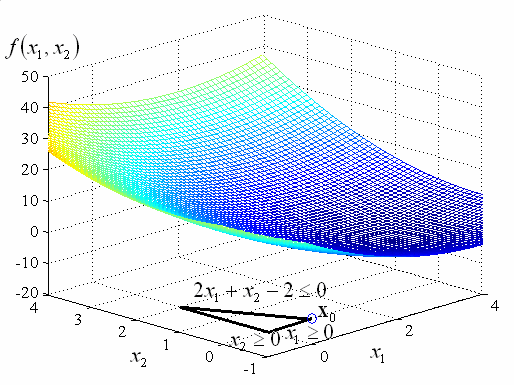 f(x₁, x₂)
50
40
30
20
10
0
-10
-20
4
3
2
1
0
-1
x₂
0
2
4
x₁
2x₁ + x₂ − 2 ≤ 0
x₀
x₂ ≥ 0
x₁ ≥ 0